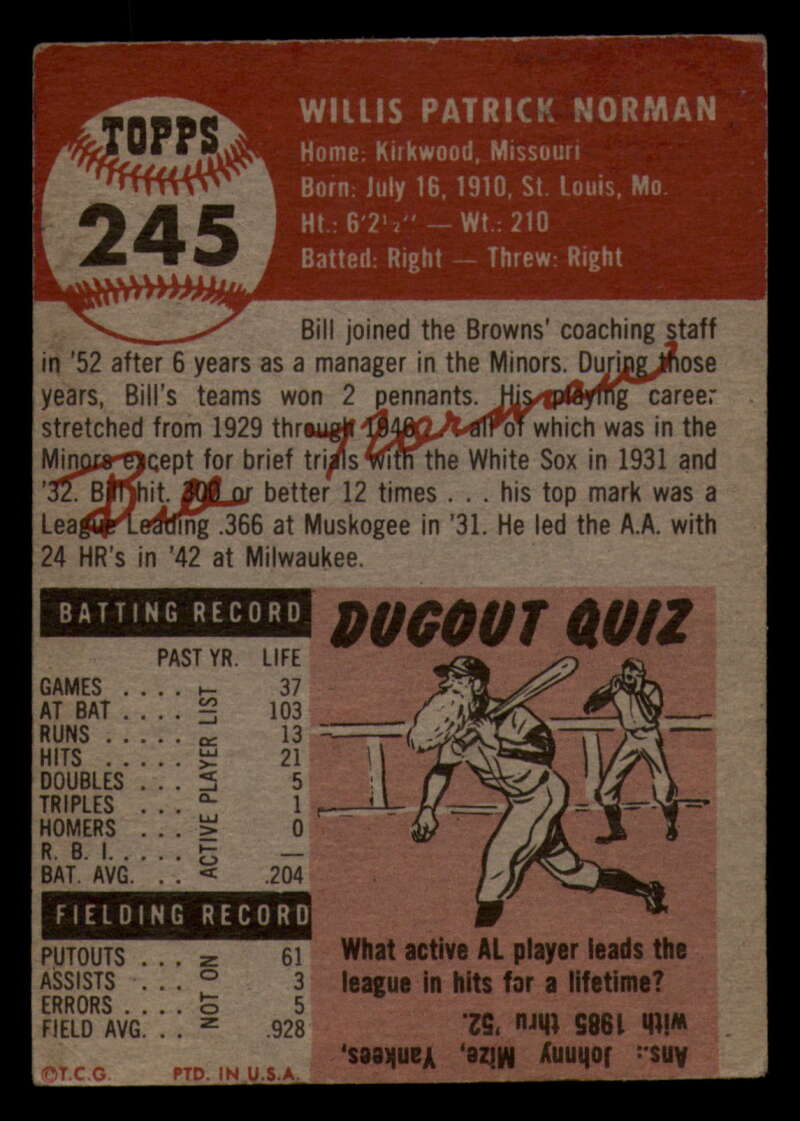 TOPPS
245
WILLIS PATRICK NORMAN
Home: Kirkwood, Missouri
Born: July 16, 1910, St. Louis, Mo.
Ht.: 6'2½" — Wt.: 210
Batted: Right — Threw: Right
Bill joined the Browns' coaching staff
in '52 after 6 years as a manager in the Minors. During those
years, Bill's teams won 2 pennants. His playing career
stretched from 1929 through 1946 all of which was in the
Minors except for brief trials with the White Sox in 1931 and
'32. Bill hit .300 or better 12 times . . . his top mark was a
League Leading .366 at Muskogee in '31. He led the A.A. with
24 HR's in '42 at Milwaukee.
Bill Norman
BATTING RECORD
PAST YR. LIFE
GAMES . . . . 37
AT BAT . . . . 103
RUNS . . . . . 13
HITS . . . . . 21
DOUBLES . . . 5
TRIPLES . . . 1
HOMERS . . . 0
R. B. I. . . . . —
BAT. AVG. . . .204
NOT ON ACTIVE PLAYER LIST
FIELDING RECORD
PUTOUTS . . . 61
ASSISTS . . . 3
ERRORS . . . . 5
FIELD AVG. . . .928
©T.C.G. PTD. IN U.S.A.
DUGOUT QUIZ
What active AL player leads the
league in hits for a lifetime?
Ans.: Johnny Mize, Yankees,
with 1985 thru '52.